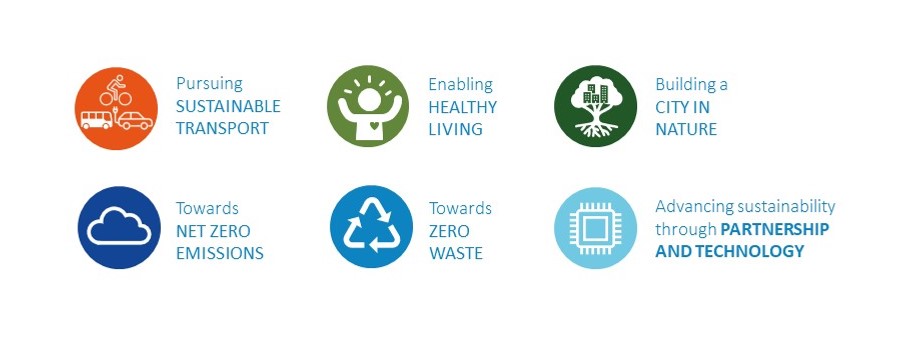 Pursuing
SUSTAINABLE
TRANSPORT
Enabling
HEALTHY
LIVING
Building a
CITY IN
NATURE
Towards
NET ZERO
EMISSIONS
Towards
ZERO
WASTE
Advancing sustainability
through PARTNERSHIP
AND TECHNOLOGY